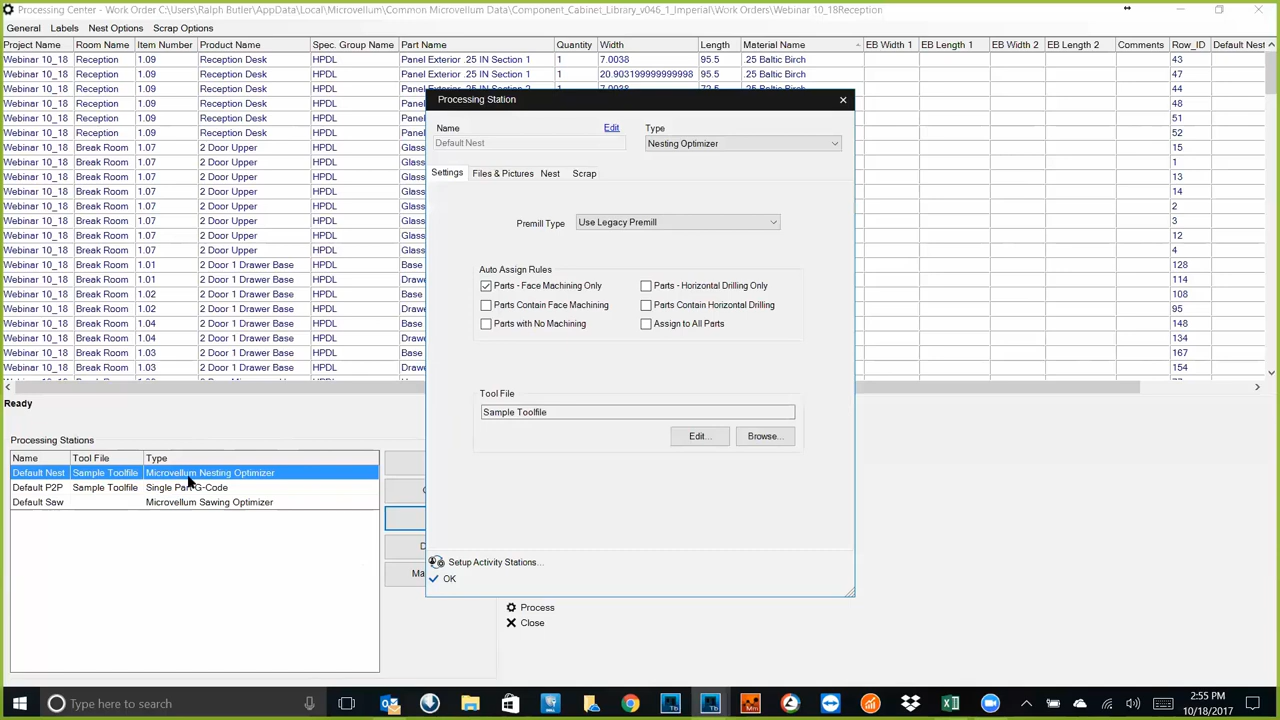 Processing Center - Work Order C:\Users\Ralph Butler\AppData\Local\Microvellum\Common Microvellum Data\Component_Cabinet_Library_v046_1_Imperial\Work Orders\Webinar 10_18Reception
General Labels Nest Options Scrap Options
Project Name Room Name Item Number Product Name Spec. Group Name Part Name Quantity Width Length Material Name EB Width 1 EB Length 1 EB Width 2 EB Length 2 Comments Row_ID Default Nest
Webinar 10_18 Reception 1.09 Reception Desk HPDL Panel Exterior .25 IN Section 1 1 7.0038 95.5 .25 Baltic Birch 43
Webinar 10_18 Reception 1.09 Reception Desk HPDL Panel Exterior .25 IN Section 1 1 20.903199999999998 95.5 .25 Baltic Birch 47
Webinar 10_18 Reception 1.09 Reception Desk HPDL 44
Webinar 10_18 Reception 1.09 Reception Desk HPDL Panel 48
Webinar 10_18 Reception 1.09 Reception Desk HPDL Panel 51
Webinar 10_18 Reception 1.09 Reception Desk HPDL Panel 52
Webinar 10_18 Break Room 1.07 2 Door Upper HPDL Glass 15
Webinar 10_18 Break Room 1.07 2 Door Upper HPDL Glass 1
Webinar 10_18 Break Room 1.07 2 Door Upper HPDL Glass 13
Webinar 10_18 Break Room 1.07 2 Door Upper HPDL Glass 14
Webinar 10_18 Break Room 1.07 2 Door Upper HPDL Glass 2
Webinar 10_18 Break Room 1.07 2 Door Upper HPDL Glass 3
Webinar 10_18 Break Room 1.07 2 Door Upper HPDL Glass 12
Webinar 10_18 Break Room 1.07 2 Door Upper HPDL Glass 4
Webinar 10_18 Break Room 1.01 2 Door 1 Drawer Base HPDL Base 128
Webinar 10_18 Break Room 1.01 2 Door 1 Drawer Base HPDL Base 114
Webinar 10_18 Break Room 1.02 2 Door 1 Drawer Base HPDL Base 108
Webinar 10_18 Break Room 1.02 2 Door 1 Drawer Base HPDL Base 95
Webinar 10_18 Break Room 1.04 2 Door 1 Drawer Base HPDL Base 148
Webinar 10_18 Break Room 1.04 2 Door 1 Drawer Base HPDL Base 134
Webinar 10_18 Break Room 1.03 2 Door 1 Drawer Base HPDL Base 167
Webinar 10_18 Break Room 1.03 2 Door 1 Drawer Base HPDL Base 154
Processing Station
Name Edit Type
Default Nest Nesting Optimizer
Settings Files & Pictures Nest Scrap
Premill Type Use Legacy Premill
Auto Assign Rules
Parts - Face Machining Only Parts - Horizontal Drilling Only
Parts Contain Face Machining Parts Contain Horizontal Drilling
Parts with No Machining Assign to All Parts
Tool File
Sample Toolfile
Edit... Browse...
Setup Activity Stations...
OK
Ready
Processing Stations
Name Tool File Type
Default Nest Sample Toolfile Microvellum Nesting Optimizer
Default P2P Sample Toolfile Single Part G-Code
Default Saw Microvellum Sawing Optimizer
Process
Close
Type here to search
2:55 PM
10/18/2017